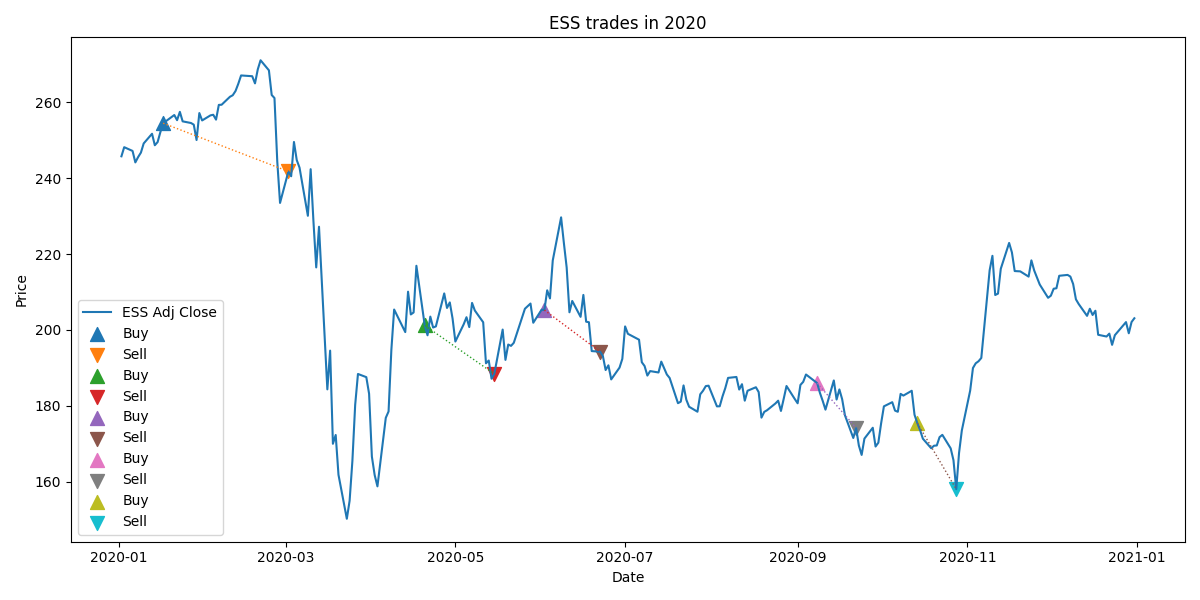 ESS trades in 2020
Price
260
240
220
200
180
160
ESS Adj Close
Buy
Sell
Buy
Sell
Buy
Sell
Buy
Sell
Buy
Sell
2020-01
2020-03
2020-05
2020-07
2020-09
2020-11
2021-01
Date